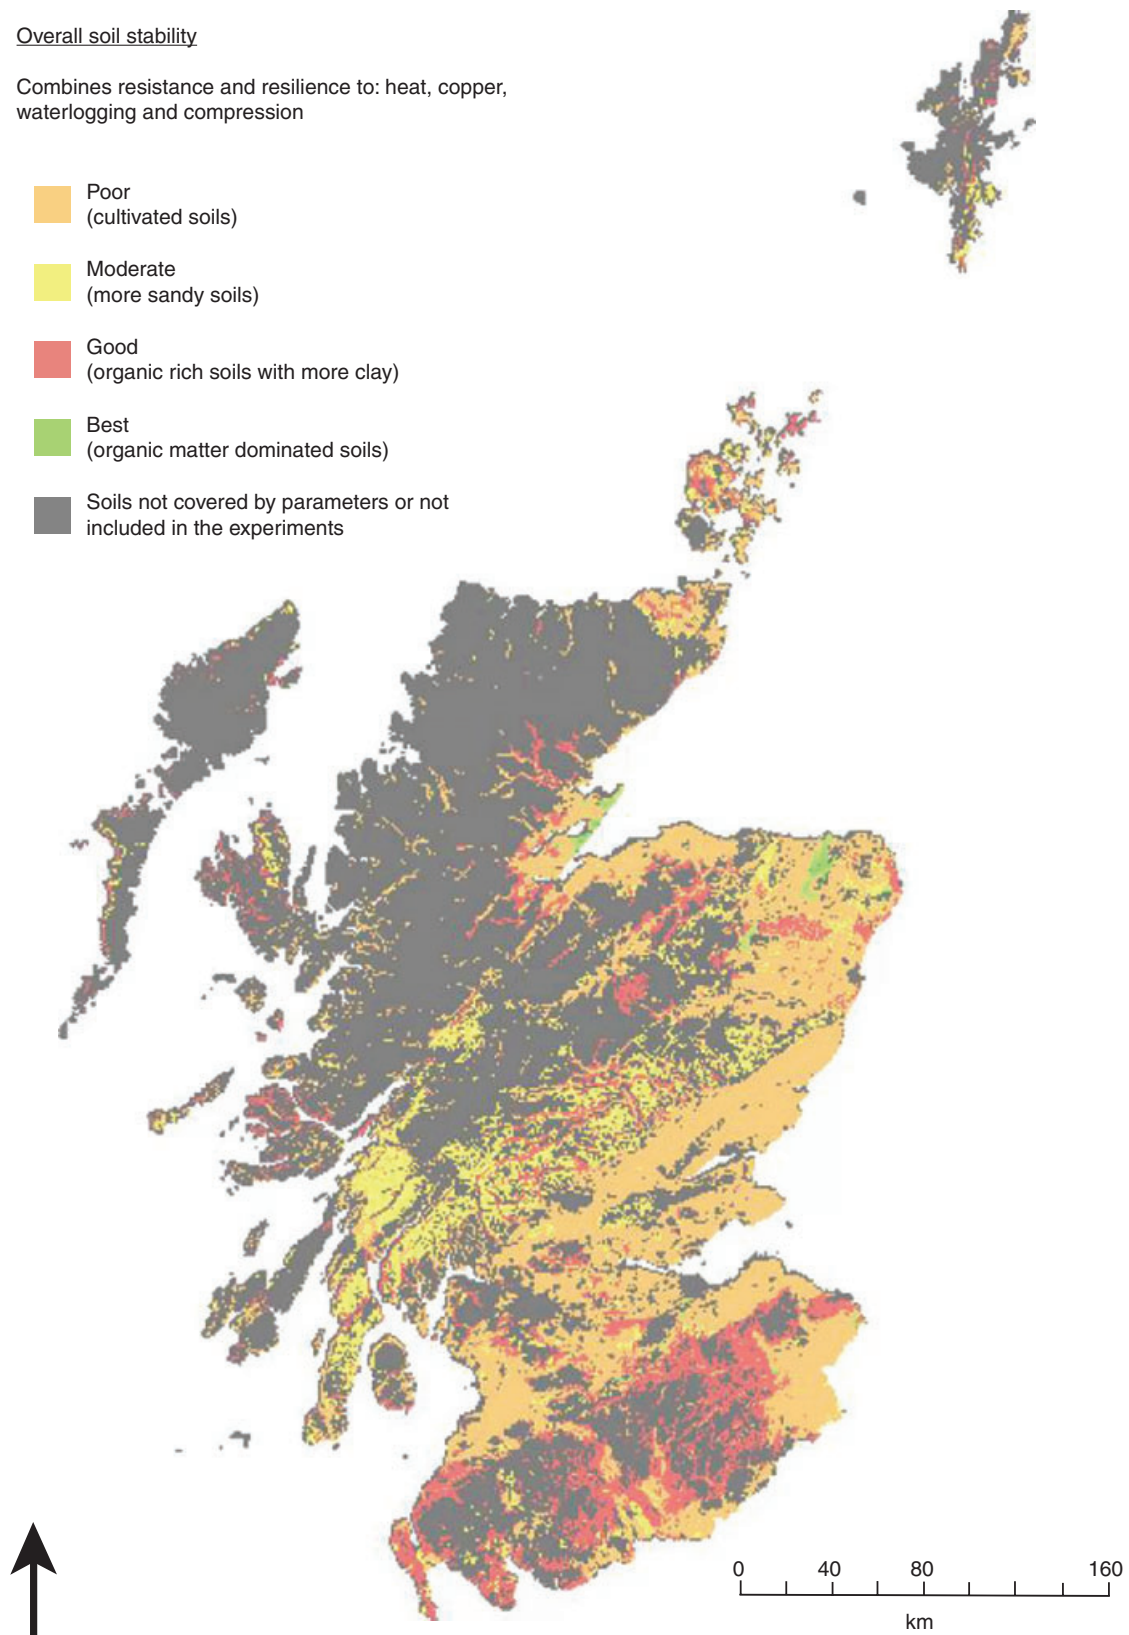 Overall soil stability
Combines resistance and resilience to: heat, copper,
waterlogging and compression
Poor
(cultivated soils)
Moderate
(more sandy soils)
Good
(organic rich soils with more clay)
Best
(organic matter dominated soils)
Soils not covered by parameters or not
included in the experiments
0 40 80 160
km